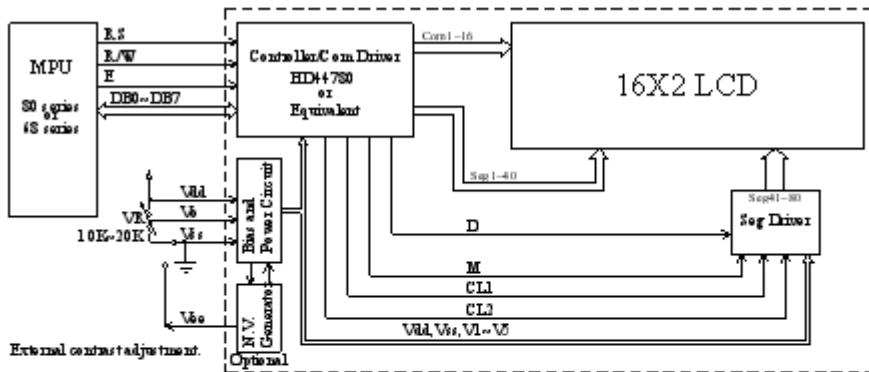 RS
R/W
E
DB0~DB7
MPU
80 series
or
68 series
Controller/Com Driver
HD44780
or
Equivalent
Com1-16
16X2 LCD
Seg1-40
Seg41-80
Seg Driver
D
M
CL1
CL2
Vdd, Vss, V1~V5
Vdd
Vo
Vss
VR
10K~20K
Bias and
Power Circuit
N.V.
Generator
Vee
Optional
External contrast adjustment.